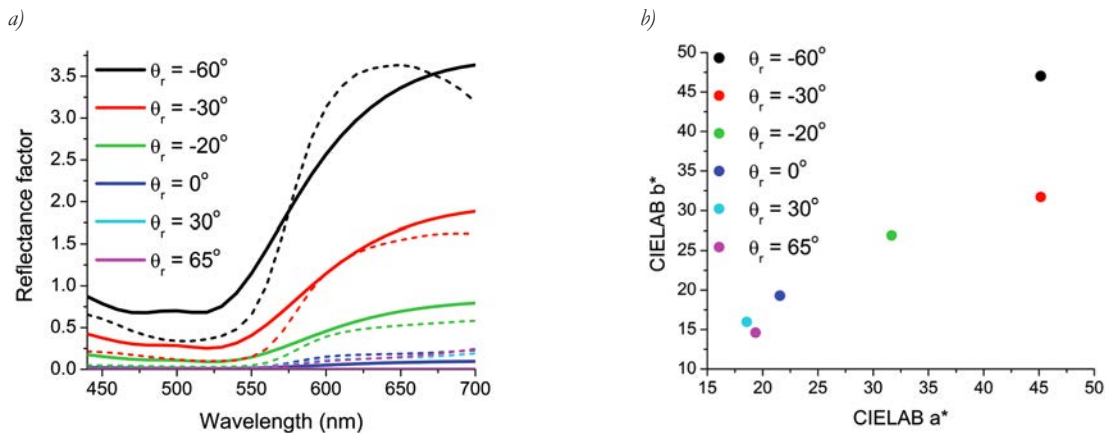 a)
Reflectance factor
3.5
3.0
2.5
2.0
1.5
1.0
0.5
0.0
θr = -60°
θr = -30°
θr = -20°
θr = 0°
θr = 30°
θr = 65°
450
500
550
600
650
700
Wavelength (nm)
b)
CIELAB b*
50
45
40
35
30
25
20
15
10
θr = -60°
θr = -30°
θr = -20°
θr = 0°
θr = 30°
θr = 65°
15
20
25
30
35
40
45
50
CIELAB a*